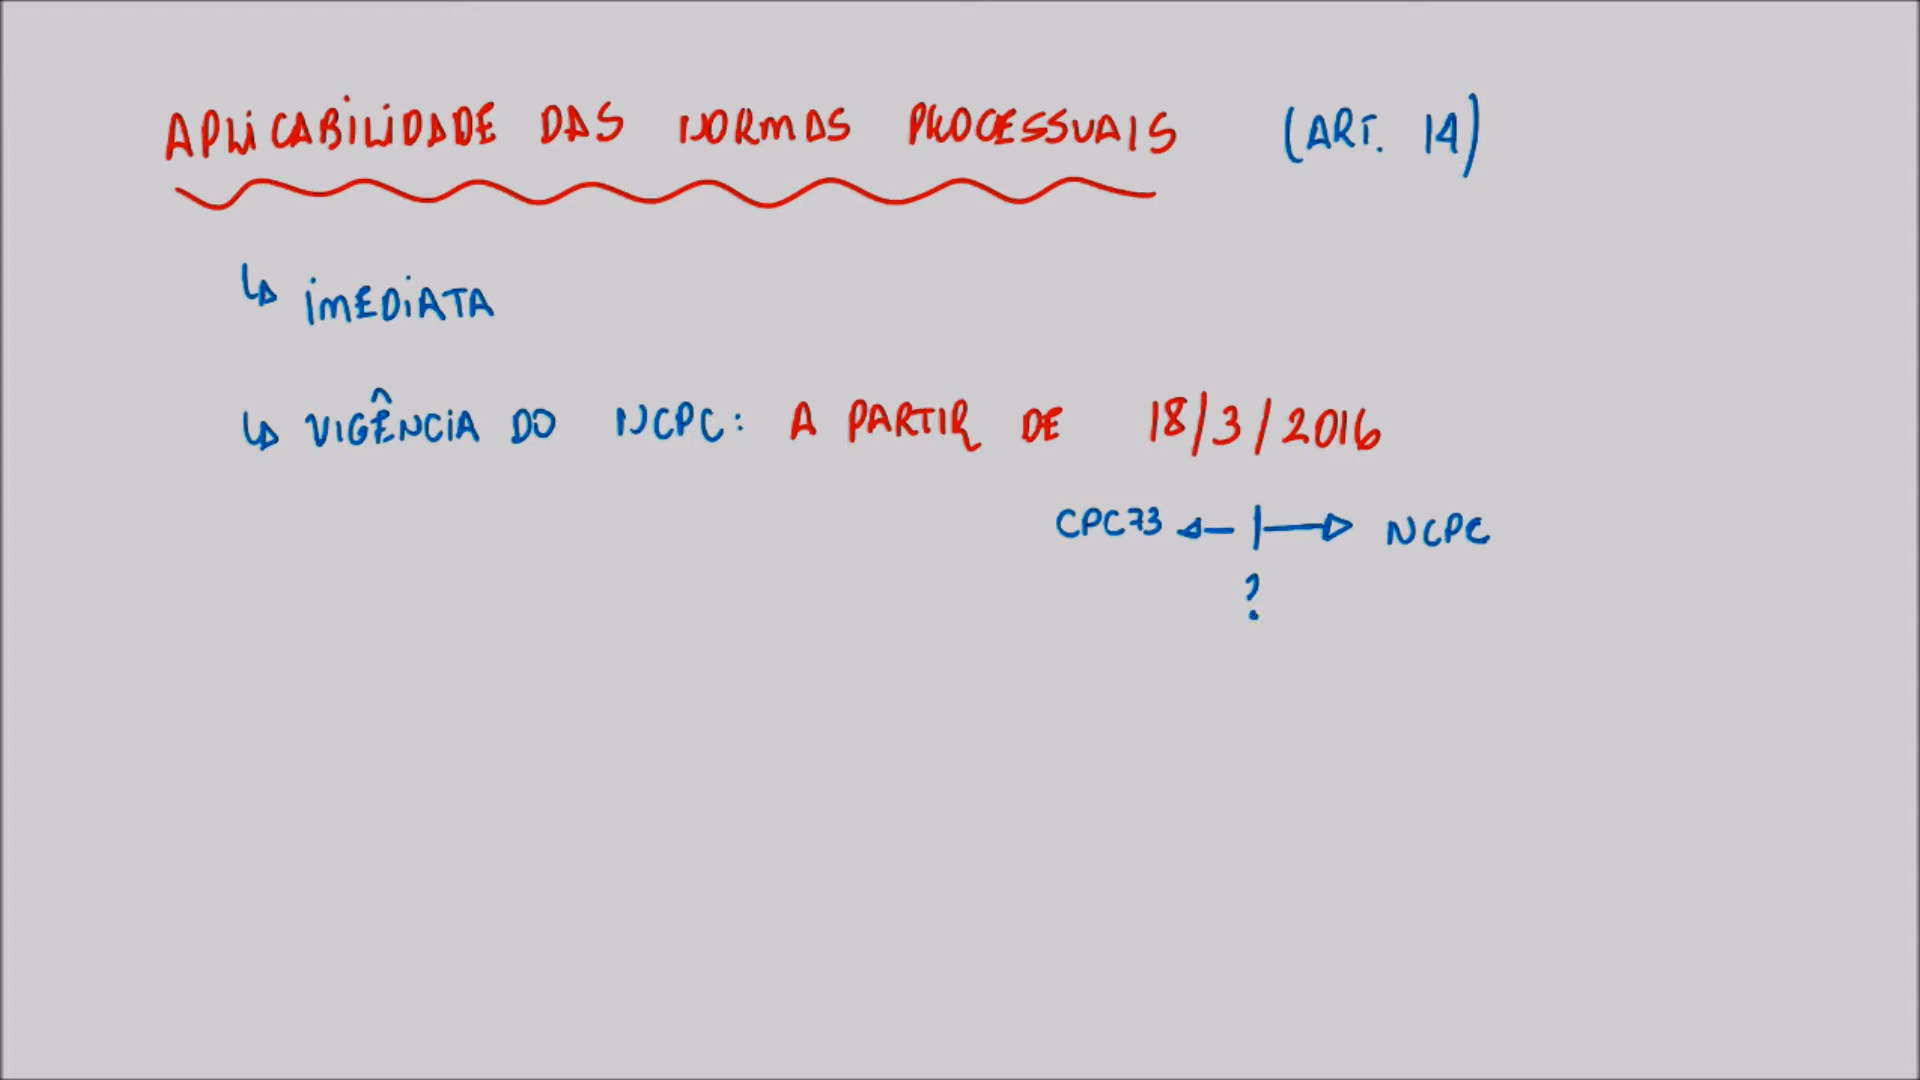 APLICABILIDADE DAS NORMAS PROCESSUAIS (ART. 14)
↳ IMEDIATA
↳ VIGÊNCIA DO NCPC: A PARTIR DE 18/3/2016
CPC73 ← | → NCPC
?